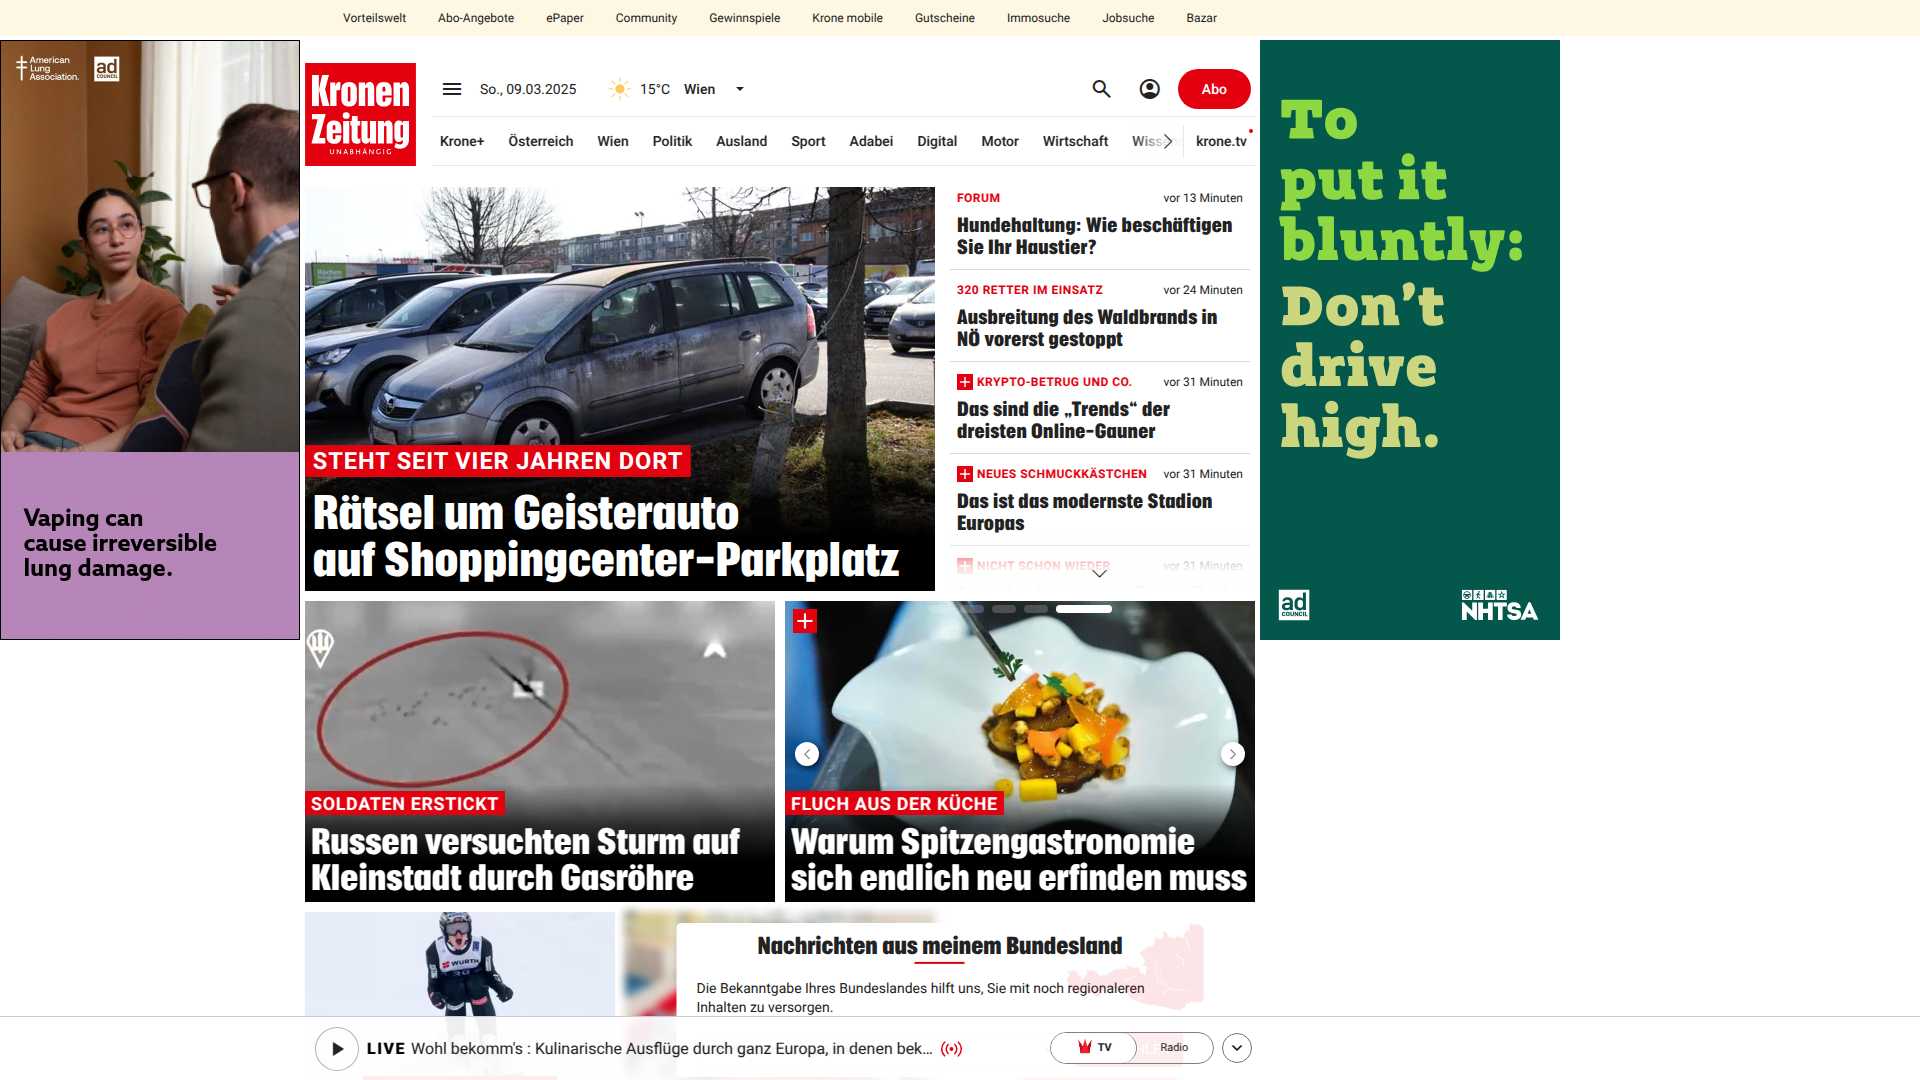 Vorteilswelt Abo-Angebote ePaper Community Gewinnspiele Krone mobile Gutscheine Immosuche Jobsuche Bazar
American
Lung
Association.
ad
COUNCIL
Vaping can
cause irreversible
lung damage.
Kronen
Zeitung
UNABHÄNGIG
So., 09.03.2025 15°C Wien
Abo
Krone+ Österreich Wien Politik Ausland Sport Adabei Digital Motor Wirtschaft krone.tv
STEHT SEIT VIER JAHREN DORT
Rätsel um Geisterauto
auf Shoppingcenter-Parkplatz
FORUM vor 13 Minuten
Hundehaltung: Wie beschäftigen
Sie Ihr Haustier?
320 RETTER IM EINSATZ vor 24 Minuten
Ausbreitung des Waldbrands in
NÖ vorerst gestoppt
KRYPTO-BETRUG UND CO. vor 31 Minuten
Das sind die „Trends“ der
dreisten Online-Gauner
NEUES SCHMUCKKÄSTCHEN vor 31 Minuten
Das ist das modernste Stadion
Europas
NICHT SCHON WIEDER vor 31 Minuten
SOLDATEN ERSTICKT
Russen versuchten Sturm auf
Kleinstadt durch Gasröhre
FLUCH AUS DER KÜCHE
Warum Spitzengastronomie
sich endlich neu erfinden muss
WÜRTH
Nachrichten aus meinem Bundesland
Die Bekanntgabe Ihres Bundeslandes hilft uns, Sie mit noch regionaleren
Inhalten zu versorgen.
LIVE Wohl bekomm's : Kulinarische Ausflüge durch ganz Europa, in denen bek...
TV Radio
To
put it
bluntly:
Don't
drive
high.
ad
COUNCIL
NHTSA